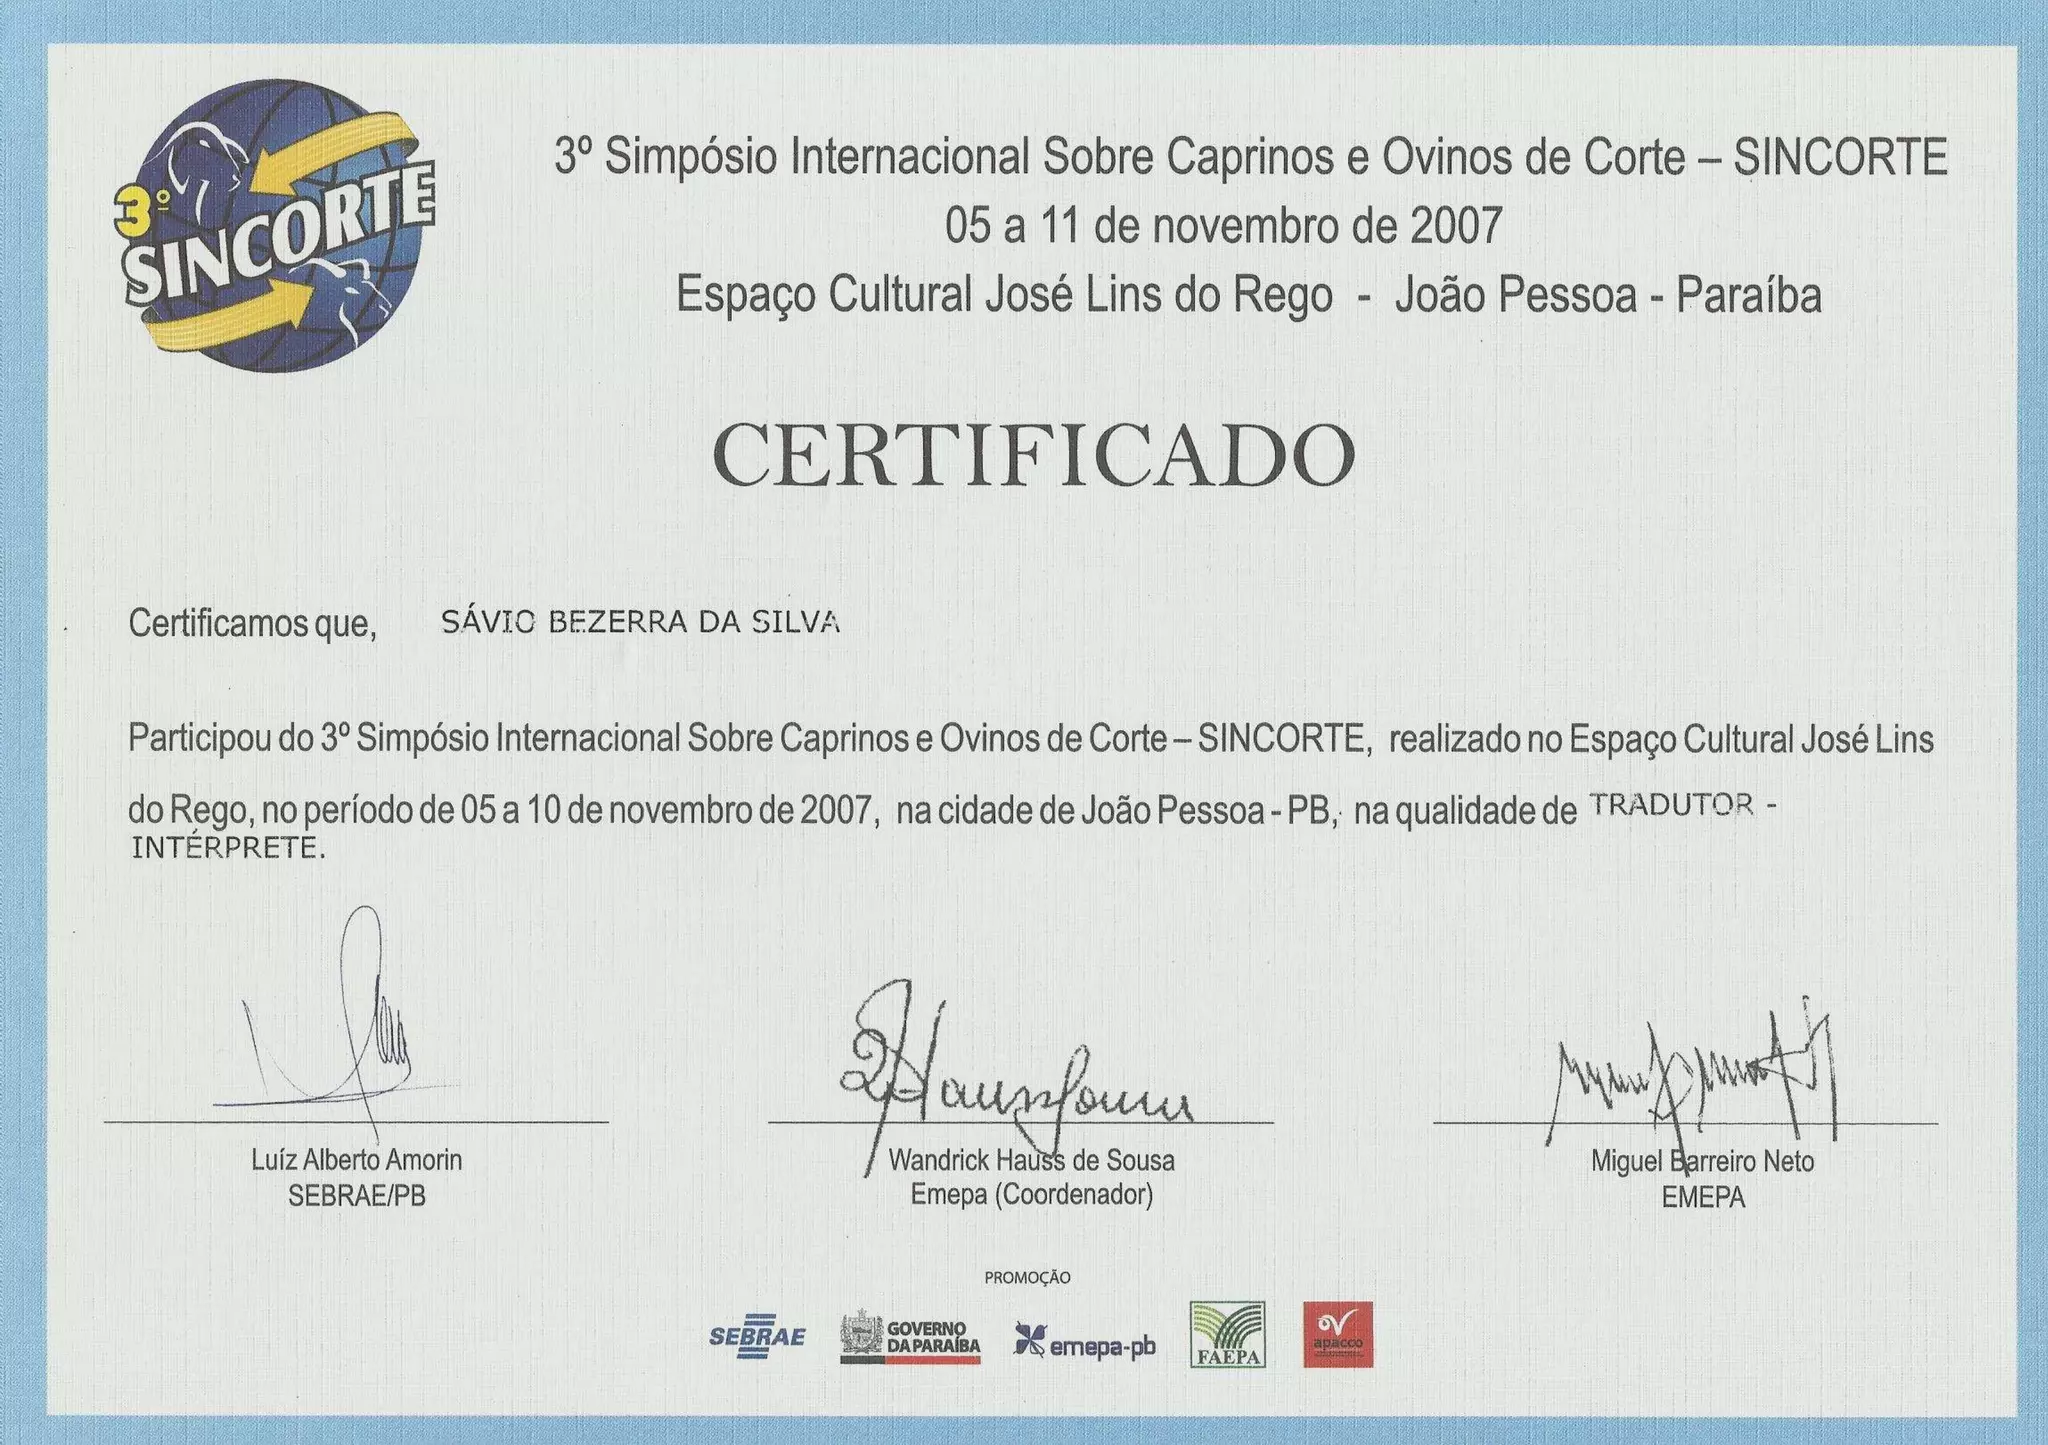 3º
SINCORTE
3º Simpósio Internacional Sobre Caprinos e Ovinos de Corte – SINCORTE
05 a 11 de novembro de 2007
Espaço Cultural José Lins do Rego - João Pessoa - Paraíba
CERTIFICADO
Certificamos que, SÁVIO BEZERRA DA SILVA
Participou do 3º Simpósio Internacional Sobre Caprinos e Ovinos de Corte – SINCORTE, realizado no Espaço Cultural José Lins
do Rego, no período de 05 a 10 de novembro de 2007, na cidade de João Pessoa - PB, na qualidade de TRADUTOR -
INTÉRPRETE.
Luíz Alberto Amorin
SEBRAE/PB
Wandrick Hauss de Sousa
Emepa (Coordenador)
Miguel Barreiro Neto
EMEPA
PROMOÇÃO
SEBRAE
GOVERNO
DA PARAÍBA
emepa-pb
FAEPA
apacco